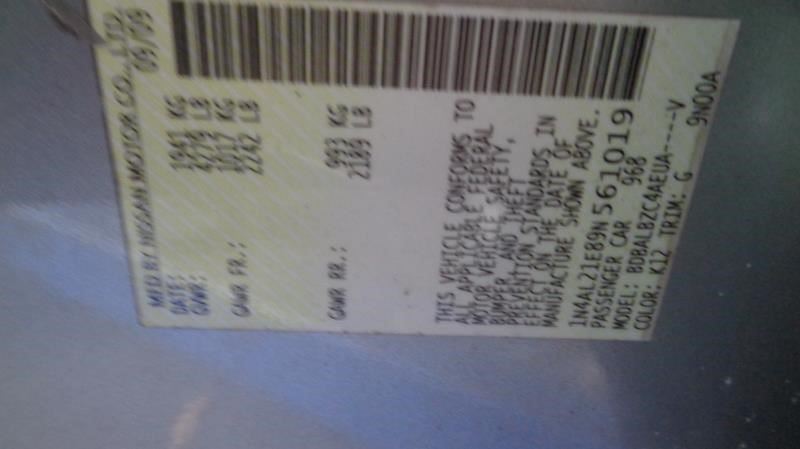 MFD BY NISSAN MOTOR CO., LTD.
DATE: 09/09
GVWR: 1941 KG
4279 LB
GAWR FR.: 1017 KG
2242 LB
GAWR RR.: 993 KG
2189 LB
THIS VEHICLE CONFORMS TO
ALL APPLICABLE FEDERAL
MOTOR VEHICLE SAFETY,
BUMPER, AND THEFT
PREVENTION STANDARDS IN
EFFECT ON THE DATE OF
MANUFACTURE SHOWN ABOVE.
1N4AL21E89N561019
PASSENGER CAR 968
MODEL: BDBALBZC4AEUA----V
COLOR: K12 TRIM: G 9N00A